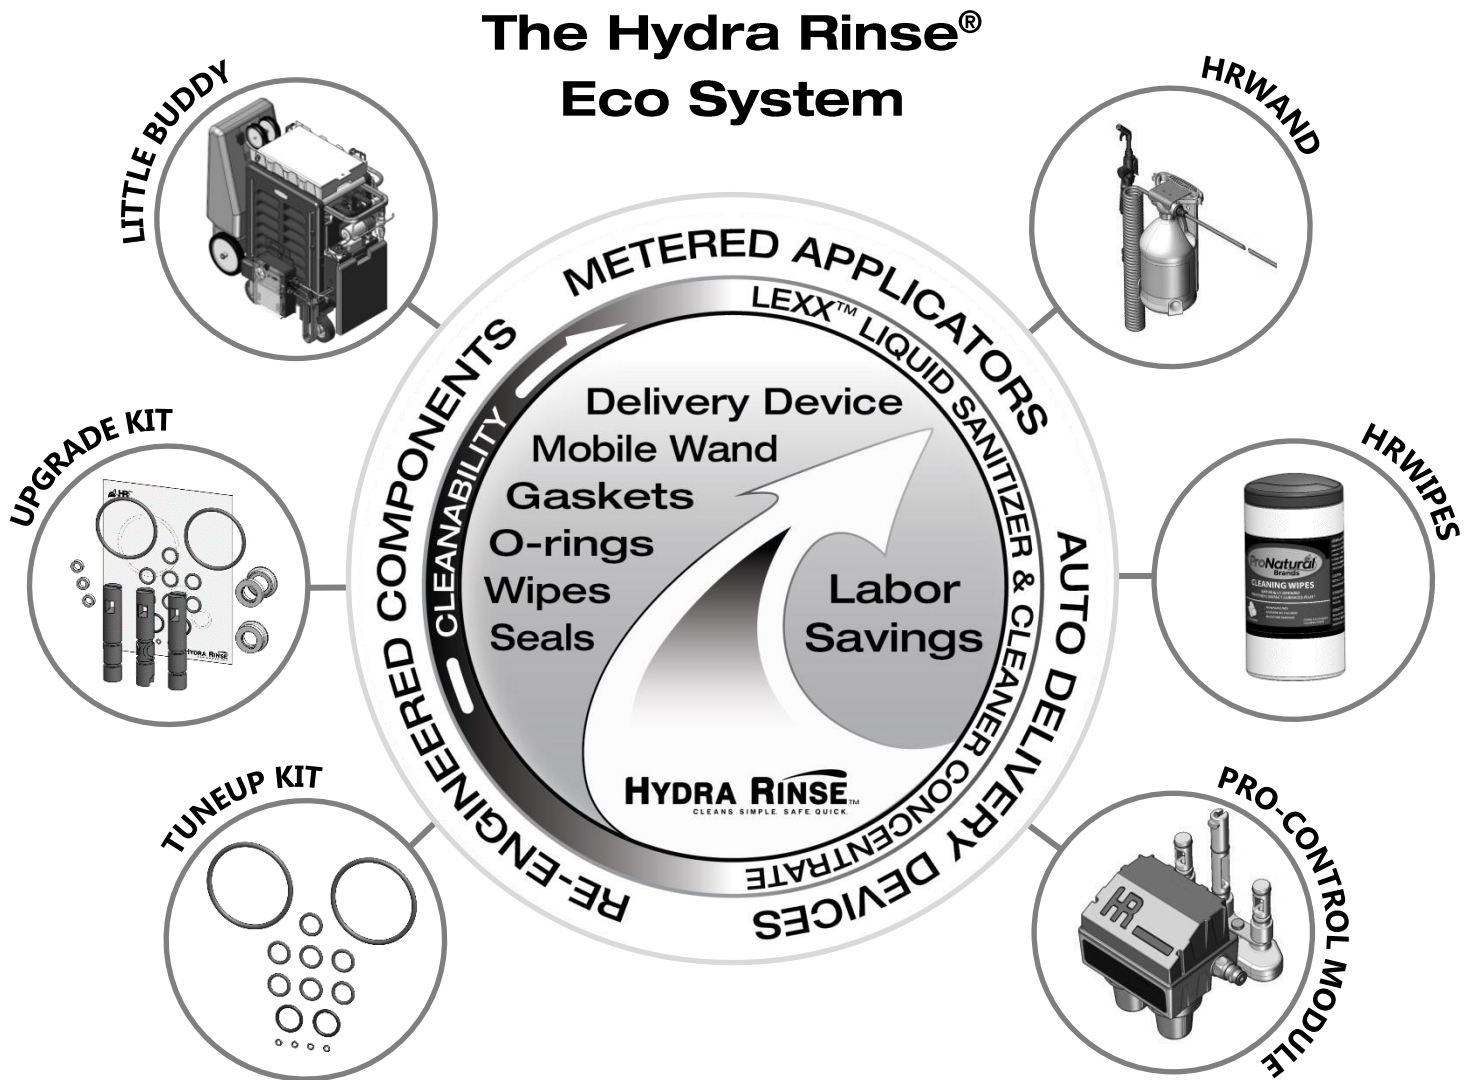 The Hydra Rinse®
Eco System
LITTLE BUDDY
HRWAND
UPGRADE KIT
HR
HYDRA RINSE
HRWIPES
ProNatural
Brands
CLEANING WIPES
TUNEUP KIT
PRO-CONTROL MODULE
HR
METERED APPLICATORS
AUTO DELIVERY DEVICES
RE-ENGINEERED COMPONENTS
LEXX™ LIQUID SANITIZER & CLEANER CONCENTRATE
CLEANABILITY
Delivery Device
Mobile Wand
Gaskets
O-rings
Wipes
Seals
Labor
Savings
HYDRA RINSE™
CLEANS SIMPLE. SAFE. QUICK.